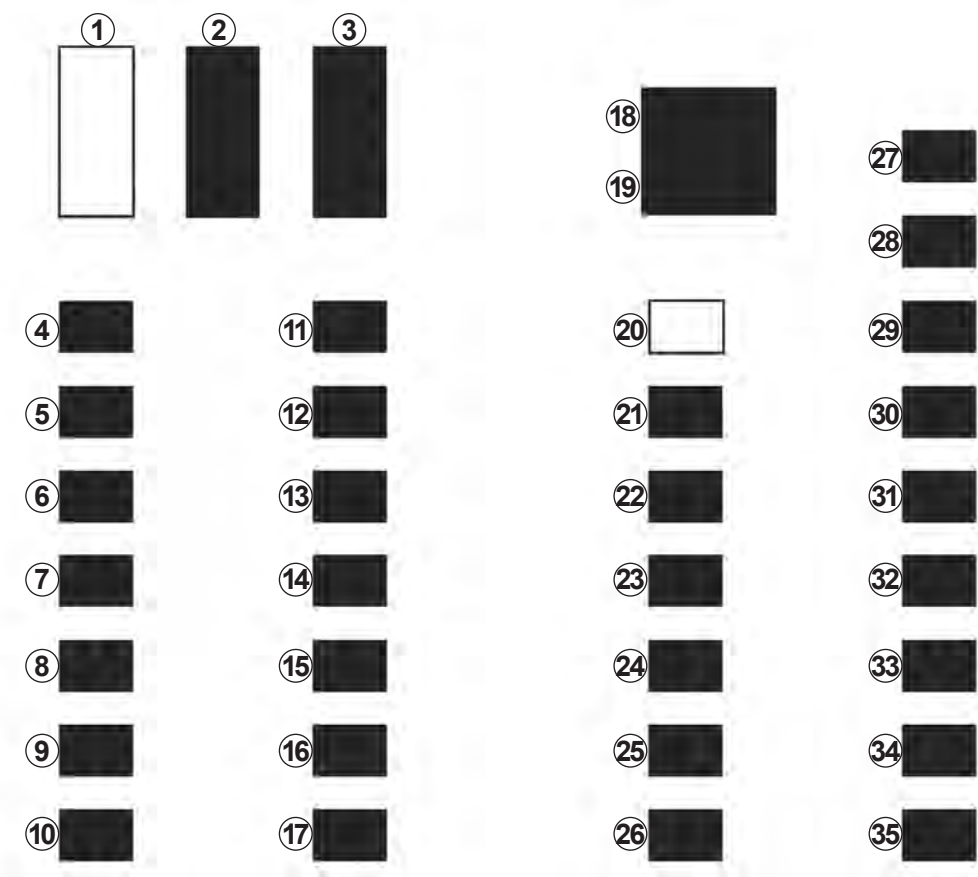 ① ② ③
⑱
⑲
㉗
㉘
④ ⑪ ⑳ ㉙
⑤ ⑫ ㉑ ㉚
⑥ ⑬ ㉒ ㉛
⑦ ⑭ ㉓ ㉜
⑧ ⑮ ㉔ ㉝
⑨ ⑯ ㉕ ㉞
⑩ ⑰ ㉖ ㉟